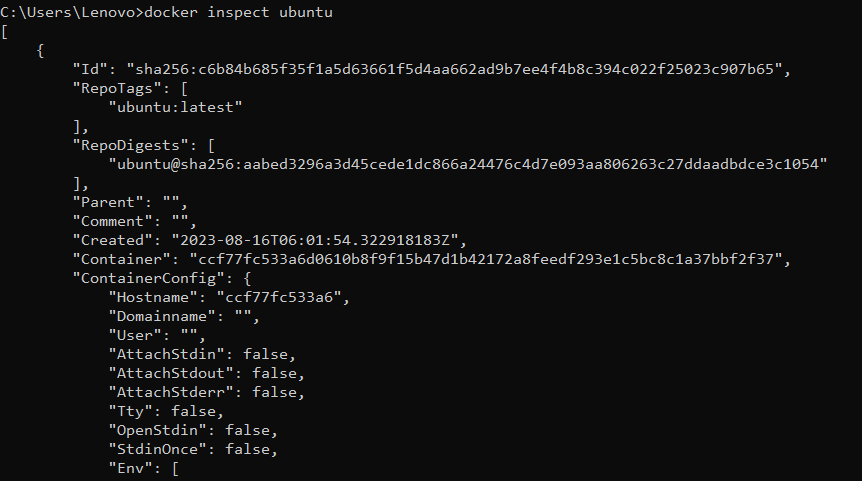 C:\Users\Lenovo>docker inspect ubuntu
[
    {
        "Id": "sha256:c6b84b685f35f1a5d63661f5d4aa662ad9b7ee4f4b8c394c022f25023c907b65",
        "RepoTags": [
            "ubuntu:latest"
        ],
        "RepoDigests": [
            "ubuntu@sha256:aabed3296a3d45cede1dc866a24476c4d7e093aa806263c27ddaadbdce3c1054"
        ],
        "Parent": "",
        "Comment": "",
        "Created": "2023-08-16T06:01:54.322918183Z",
        "Container": "ccf77fc533a6d0610b8f9f15b47d1b42172a8feedf293e1c5bc8c1a37bbf2f37",
        "ContainerConfig": {
            "Hostname": "ccf77fc533a6",
            "Domainname": "",
            "User": "",
            "AttachStdin": false,
            "AttachStdout": false,
            "AttachStderr": false,
            "Tty": false,
            "OpenStdin": false,
            "StdinOnce": false,
            "Env": [